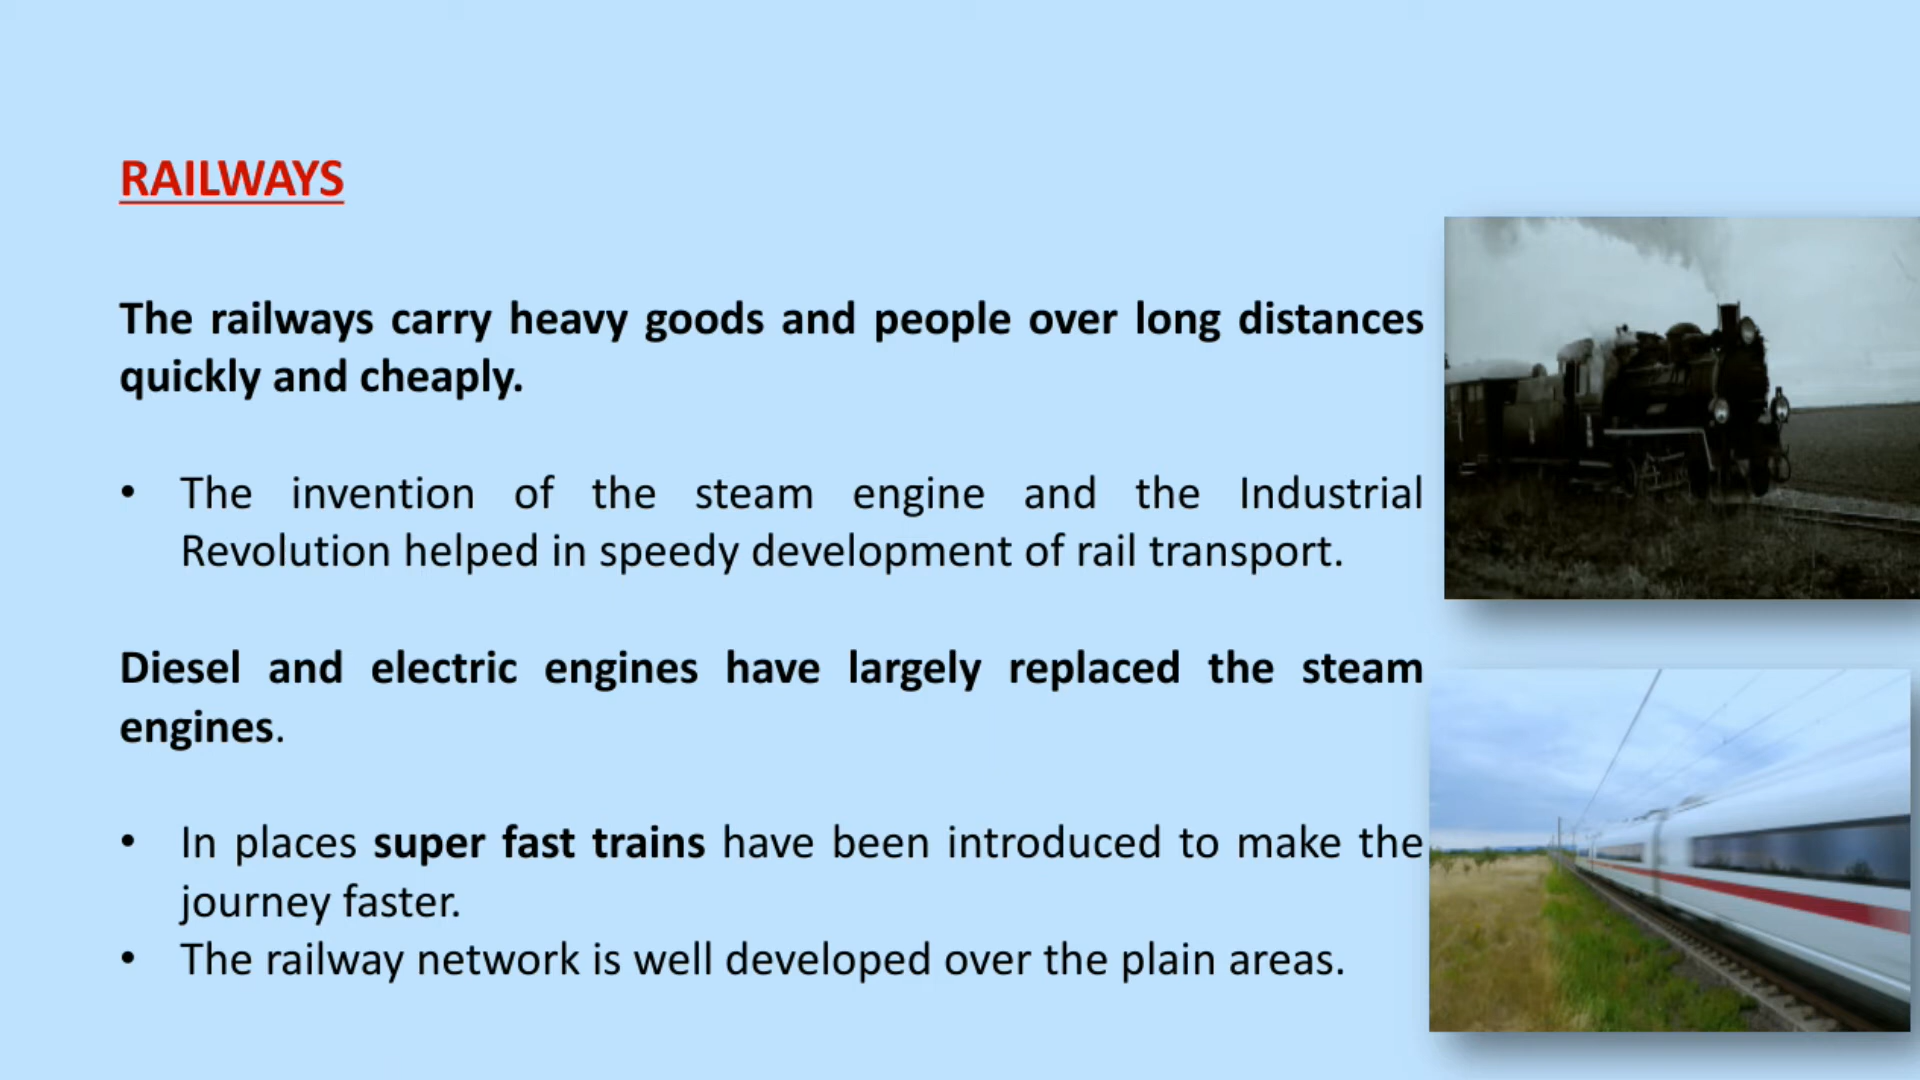 RAILWAYS
The railways carry heavy goods and people over long distances
quickly and cheaply.
• The invention of the steam engine and the Industrial
Revolution helped in speedy development of rail transport.
Diesel and electric engines have largely replaced the steam
engines.
• In places super fast trains have been introduced to make the
journey faster.
• The railway network is well developed over the plain areas.